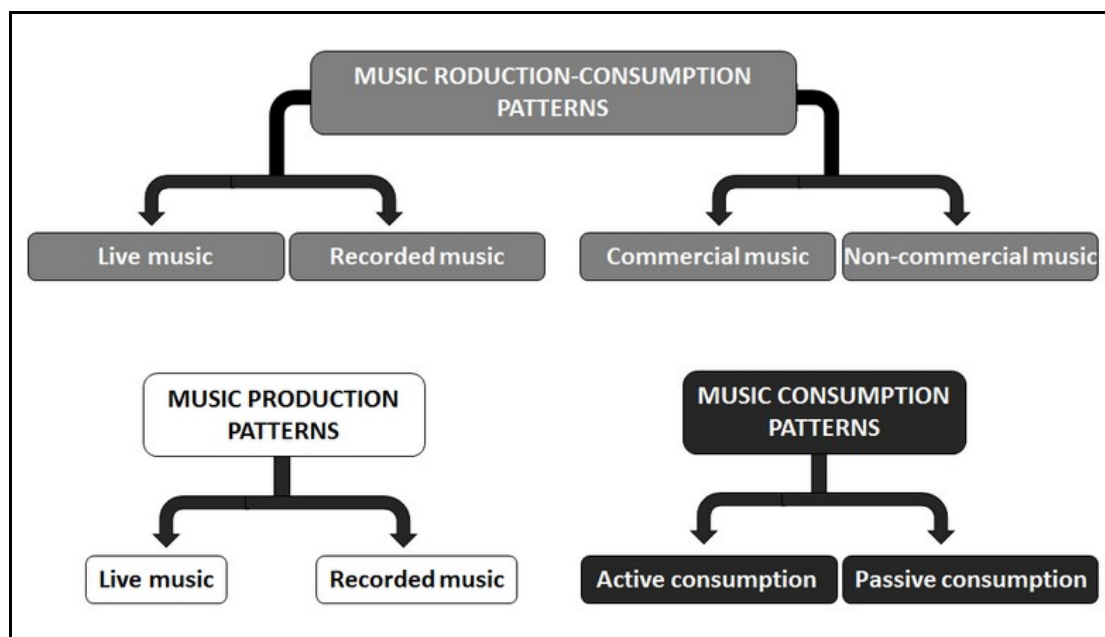 MUSIC RODUCTION-CONSUMPTION
PATTERNS
Live music
Recorded music
Commercial music
Non-commercial music
MUSIC PRODUCTION
PATTERNS
MUSIC CONSUMPTION
PATTERNS
Live music
Recorded music
Active consumption
Passive consumption